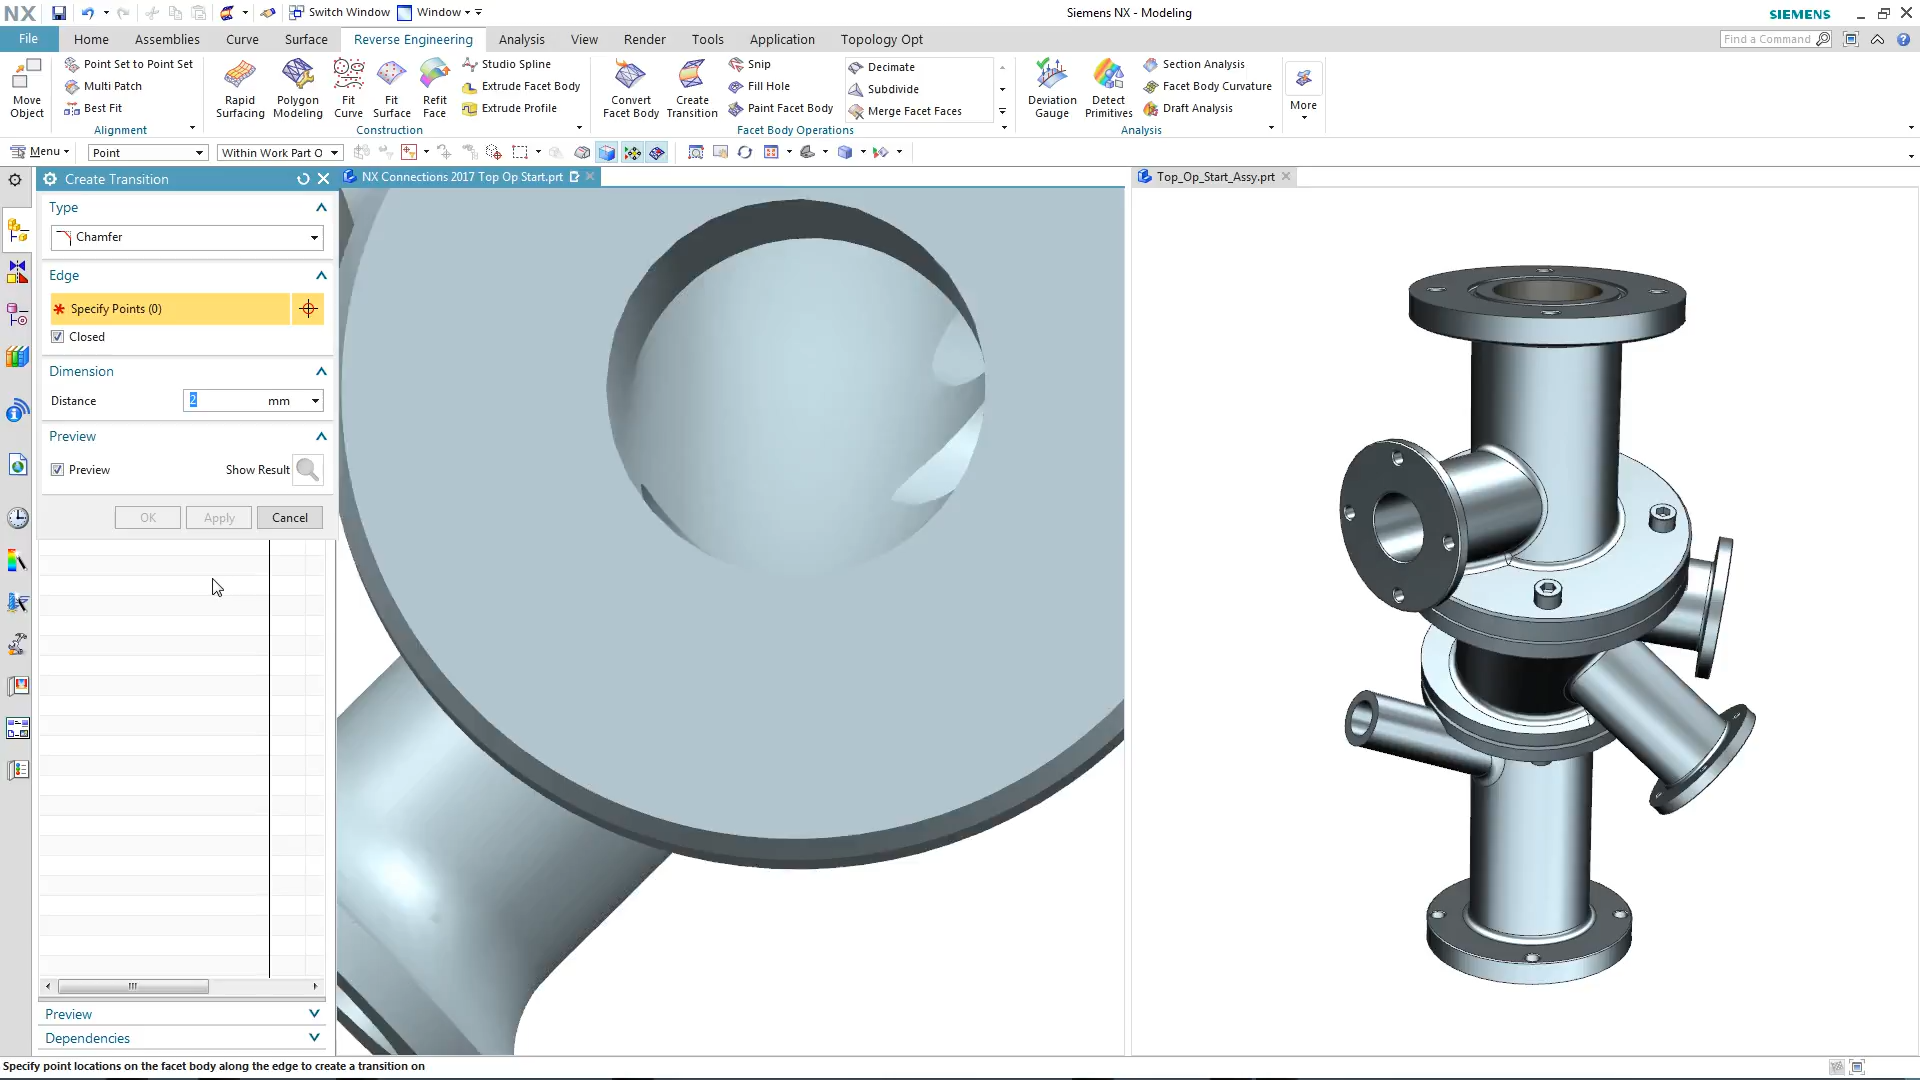 NX
Switch Window
Window
Siemens NX - Modeling
SIEMENS
File
Home
Assemblies
Curve
Surface
Reverse Engineering
Analysis
View
Render
Tools
Application
Topology Opt
Find a Command
Move Object
Point Set to Point Set
Multi Patch
Best Fit
Alignment
Rapid Surfacing
Polygon Modeling
Fit Curve
Fit Surface
Refit Face
Studio Spline
Extrude Facet Body
Extrude Profile
Construction
Convert Facet Body
Create Transition
Snip
Fill Hole
Paint Facet Body
Decimate
Subdivide
Merge Facet Faces
Facet Body Operations
Deviation Gauge
Detect Primitives
Section Analysis
Facet Body Curvature
Draft Analysis
Analysis
More
Menu
Point
Within Work Part O
Create Transition
NX Connections 2017 Top Op Start.prt
Top_Op_Start_Assy.prt
Type
Chamfer
Edge
* Specify Points (0)
Closed
Dimension
Distance
2
mm
Preview
Preview
Show Result
OK
Apply
Cancel
Preview
Dependencies
Specify point locations on the facet body along the edge to create a transition on